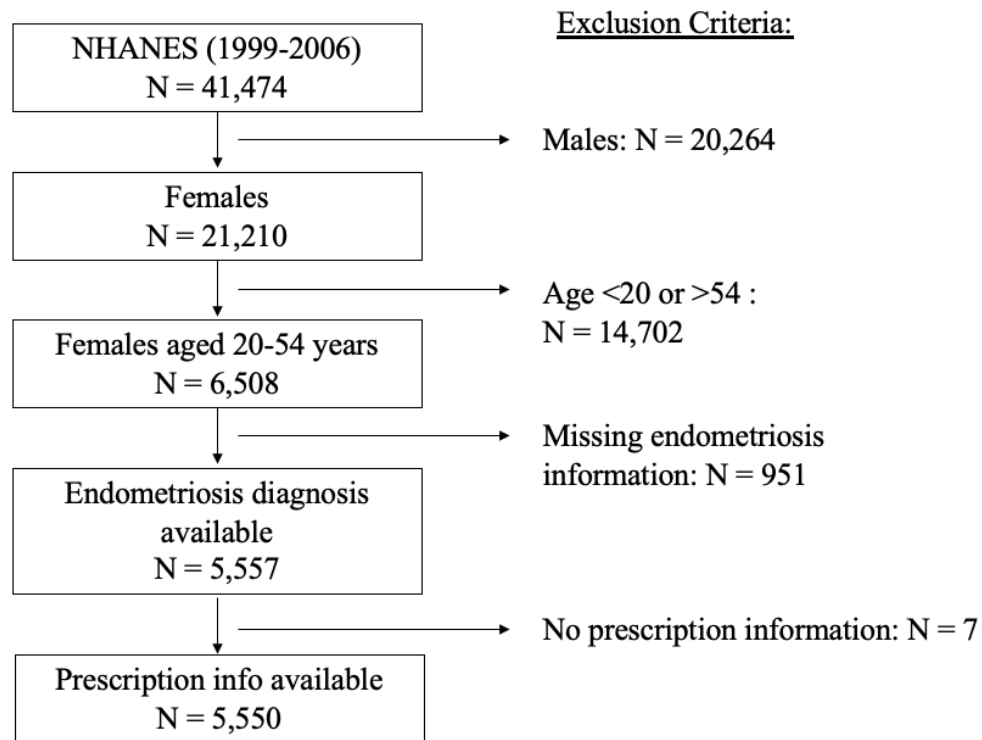 Exclusion Criteria:
NHANES (1999-2006)
N = 41,474
Males: N = 20,264
Females
N = 21,210
Age <20 or >54 :
N = 14,702
Females aged 20-54 years
N = 6,508
Missing endometriosis
information: N = 951
Endometriosis diagnosis
available
N = 5,557
No prescription information: N = 7
Prescription info available
N = 5,550